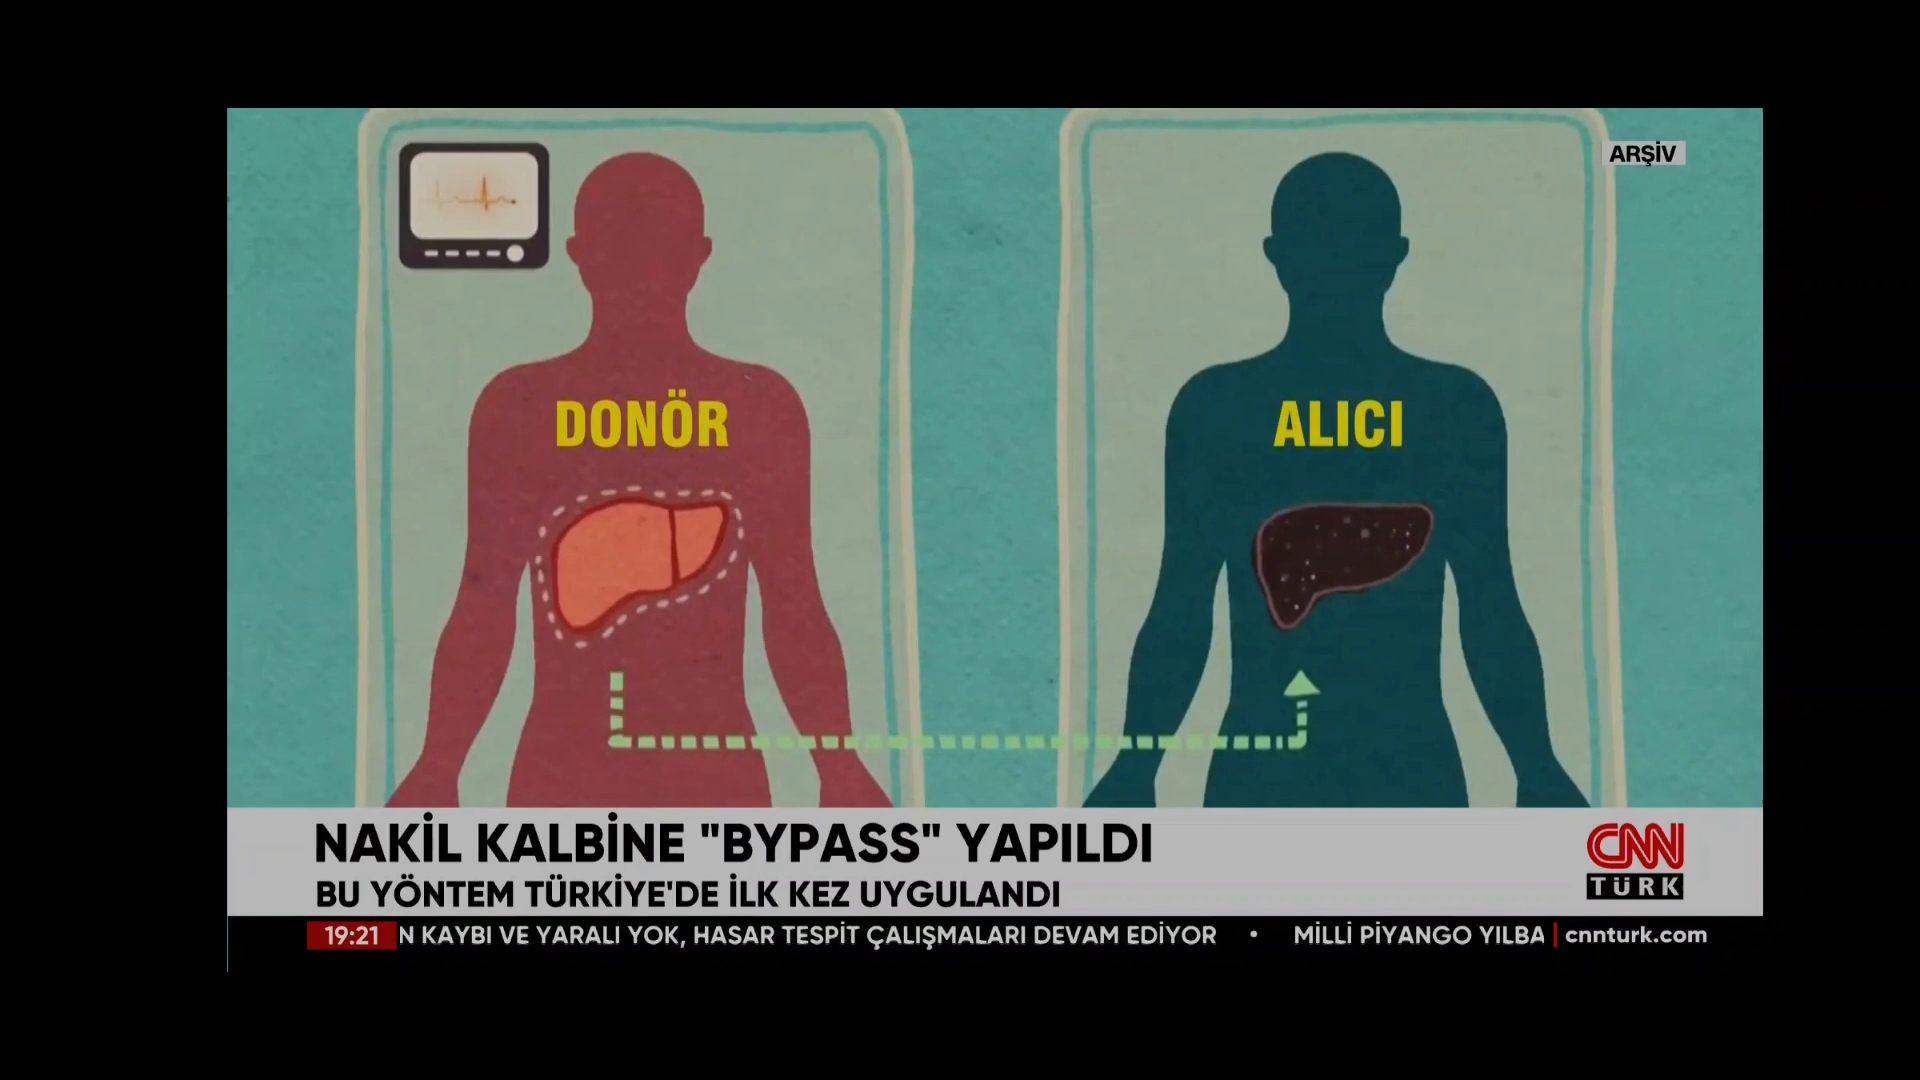 ARŞİV
DONÖR
ALICI
NAKİL KALBİNE "BYPASS" YAPILDI
BU YÖNTEM TÜRKİYE'DE İLK KEZ UYGULANDI
CNN
TÜRK
19:21 N KAYBI VE YARALI YOK, HASAR TESPİT ÇALIŞMALARI DEVAM EDİYOR • MİLLİ PİYANGO YILBA cnnturk.com